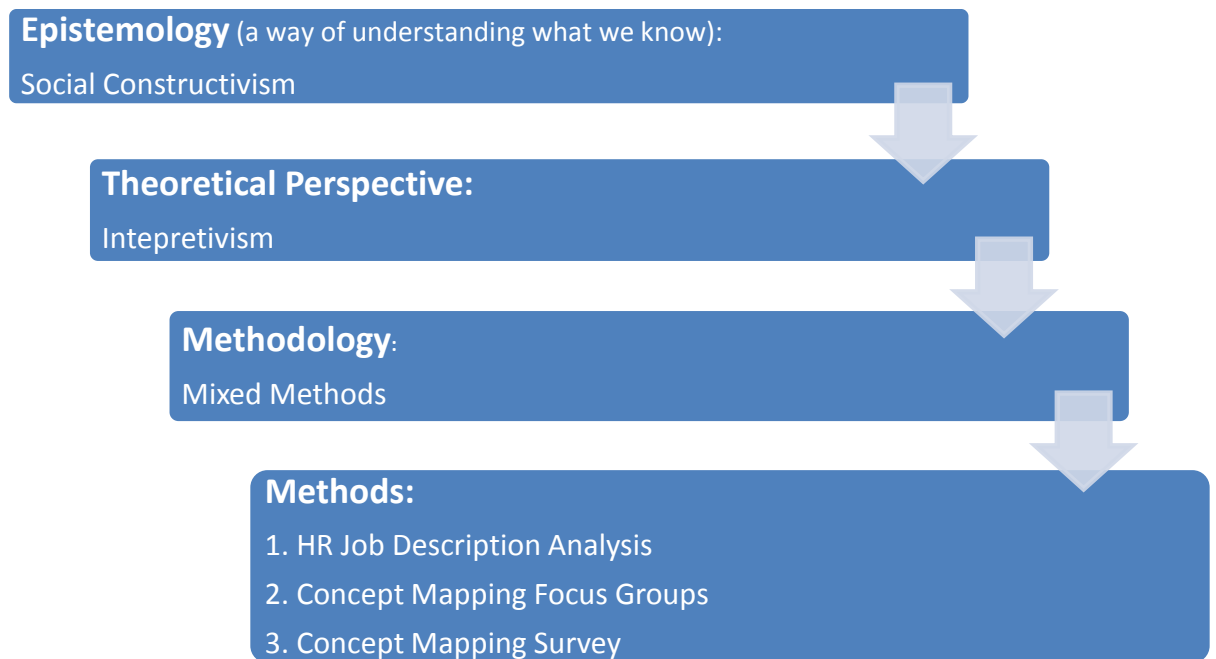 Epistemology (a way of understanding what we know):
Social Constructivism
Theoretical Perspective:
Intepretivism
Methodology:
Mixed Methods
Methods:
1. HR Job Description Analysis
2. Concept Mapping Focus Groups
3. Concept Mapping Survey